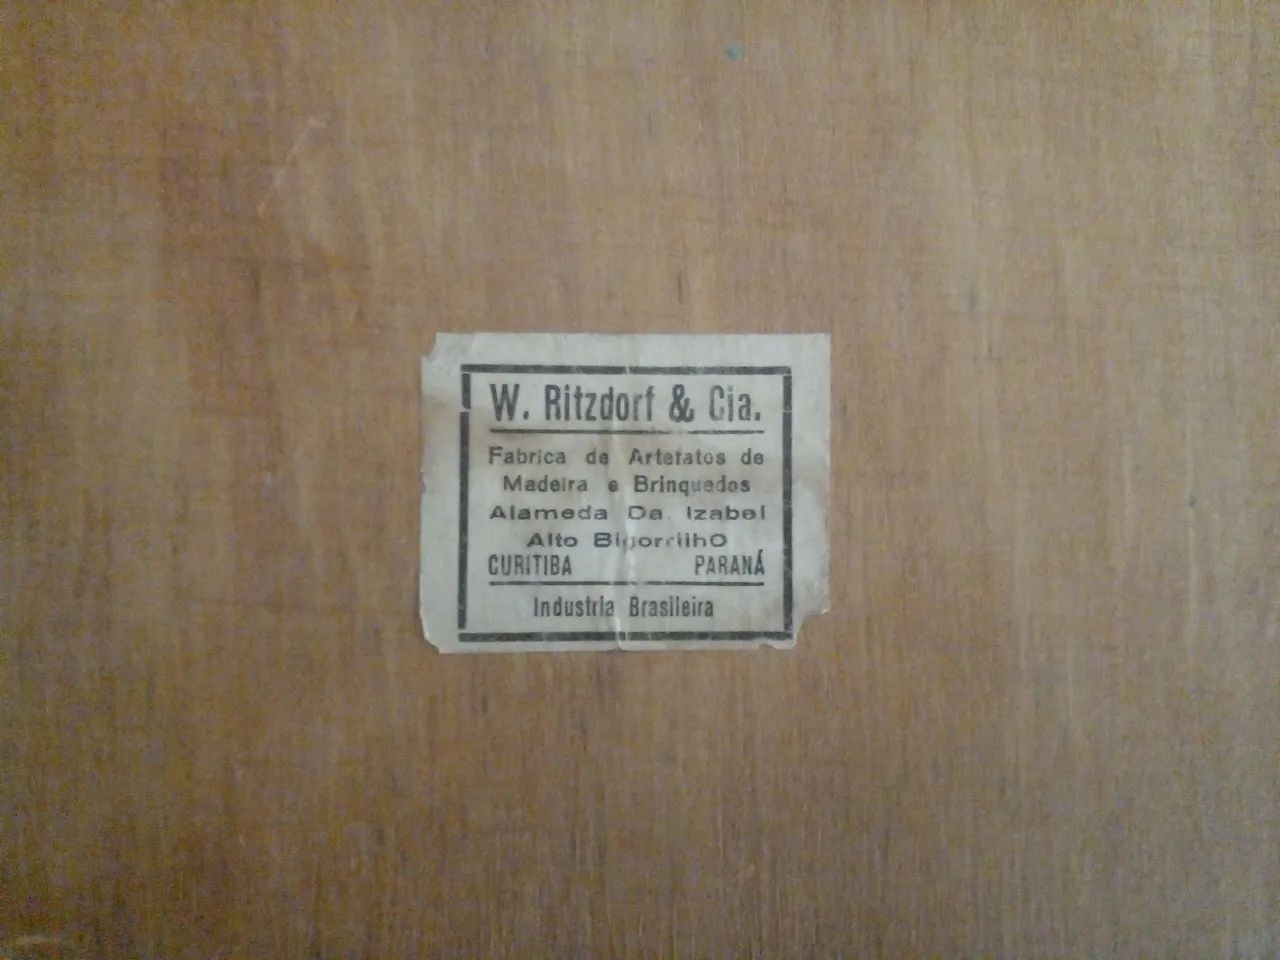 W. Ritzdorf & Cia.
Fabrica de Artefatos de
Madeira e Brinquedos
Alameda Da. Izabel
Alto BigorrilhO
CURITIBA PARANÁ
Industria Brasileira